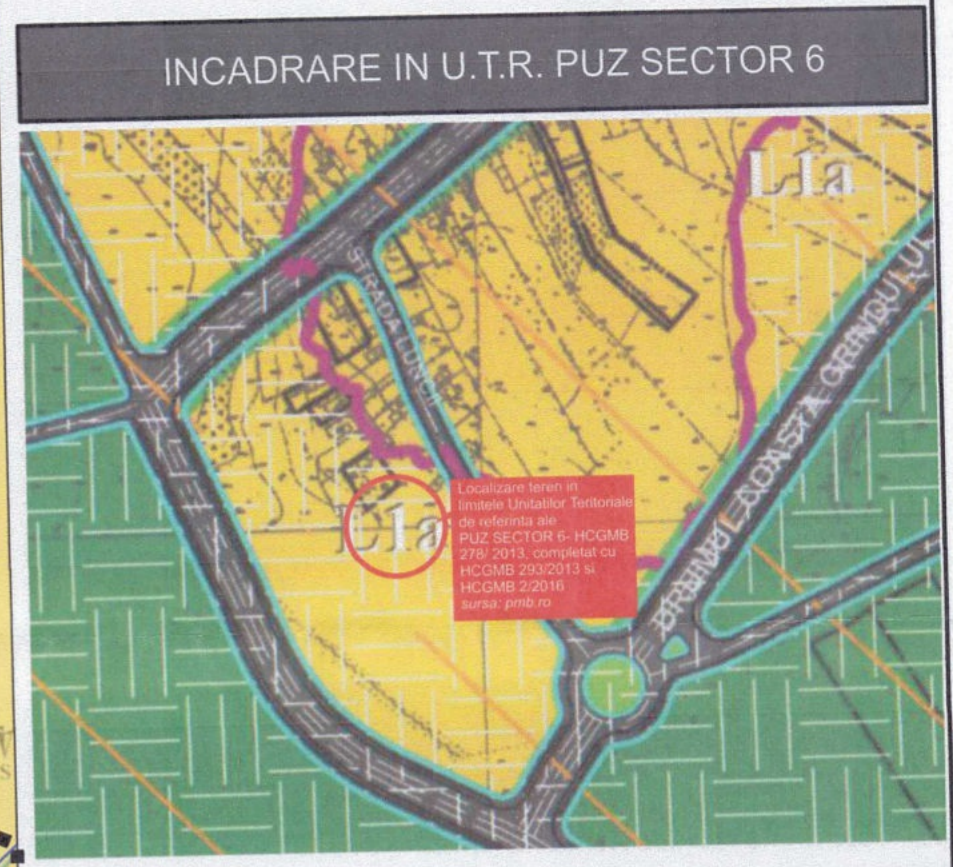 INCADRARE IN U.T.R. PUZ SECTOR 6
L1a
STRADA LUNCII
L1a
Localizare teren in
limitele Unitatilor Teritoriale
de referinta ale
PUZ SECTOR 6- HCGMB
278/ 2013, completat cu
HCGMB 293/2013 si
HCGMB 2/2016
sursa: pmb.ro